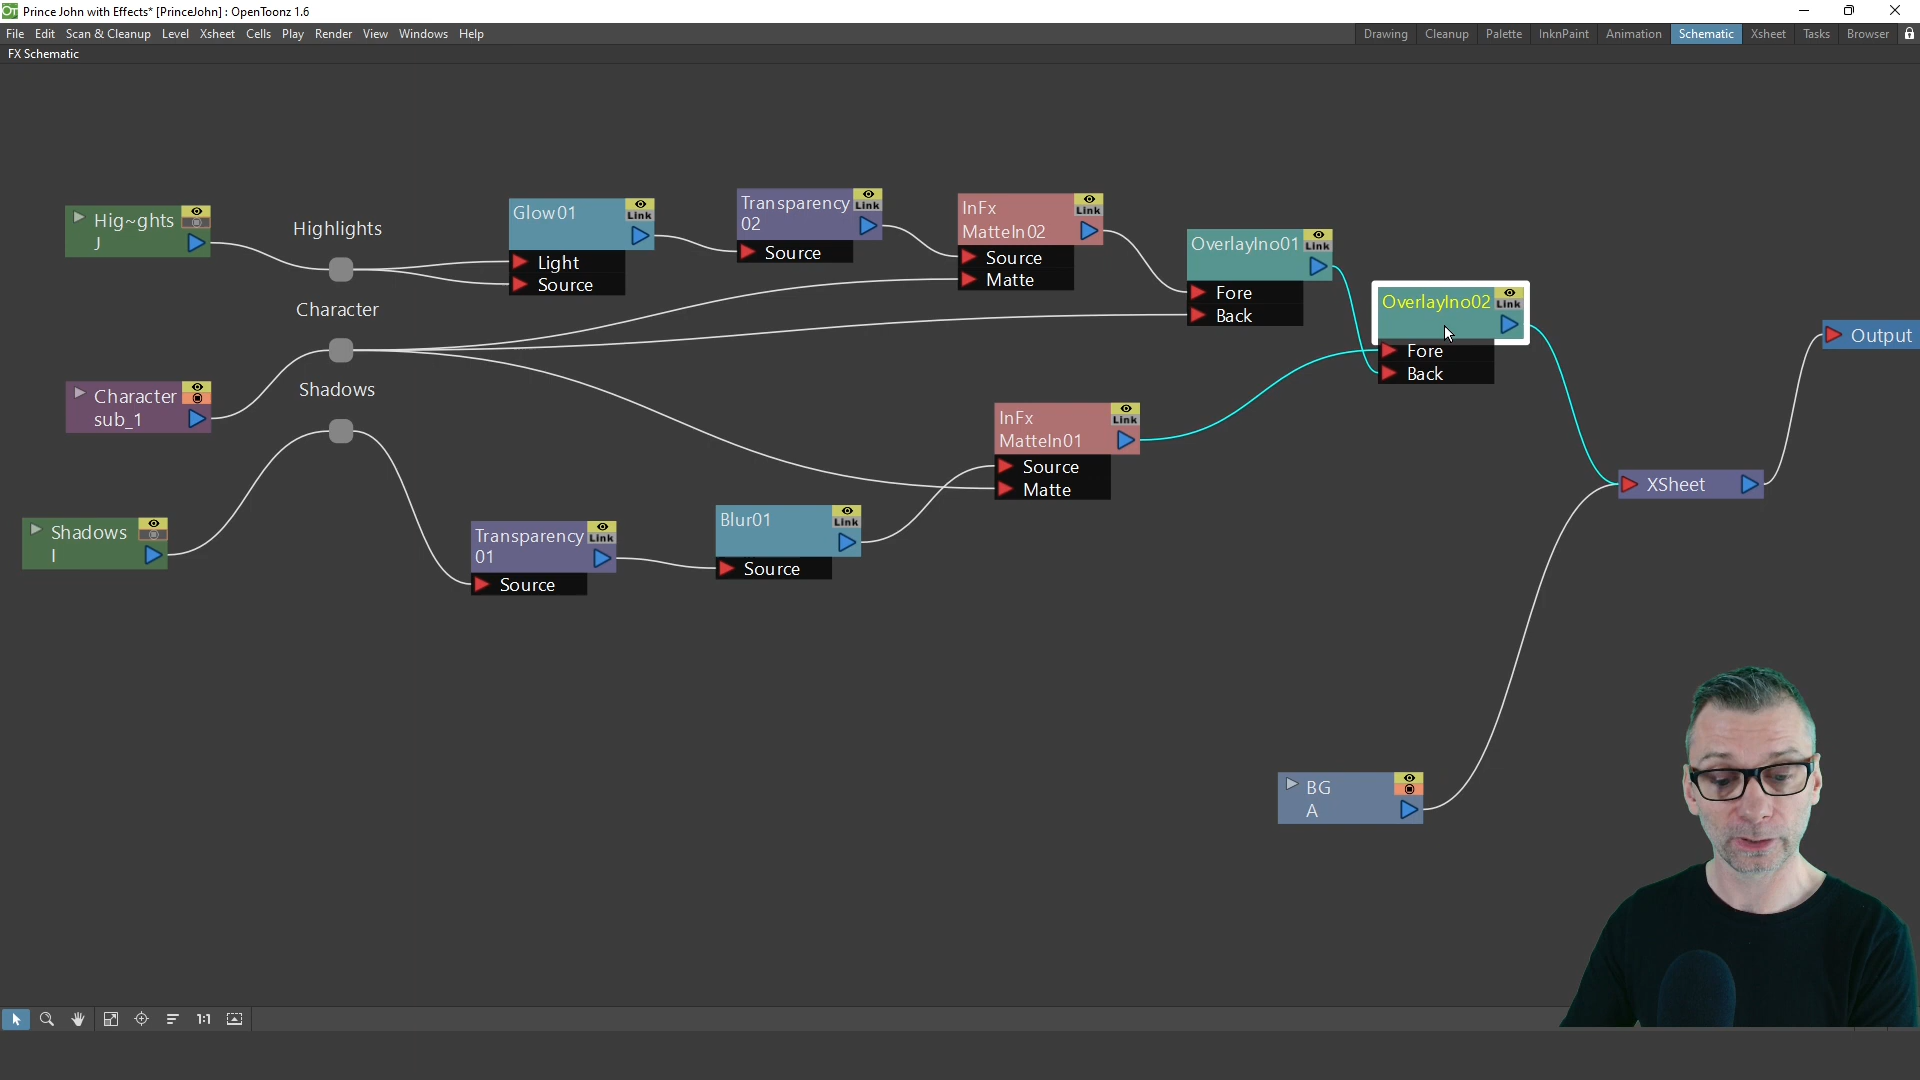 OT Prince John with Effects* [PrinceJohn] : OpenToonz 1.6
File Edit Scan & Cleanup Level Xsheet Cells Play Render View Windows Help
Drawing Cleanup Palette InknPaint Animation Schematic Xsheet Tasks Browser
FX Schematic
Hig~ghts
J
Highlights
Glow01
Link
Light
Source
Transparency
02
Link
Source
InFx
MatteIn02
Link
Source
Matte
OverlayIno01
Link
Fore
Back
OverlayIno02
Link
Fore
Back
Output
Character
Character
sub_1
Shadows
InFx
MatteIn01
Link
Source
Matte
XSheet
Shadows
I
Transparency
01
Link
Source
Blur01
Link
Source
BG
A
1:1